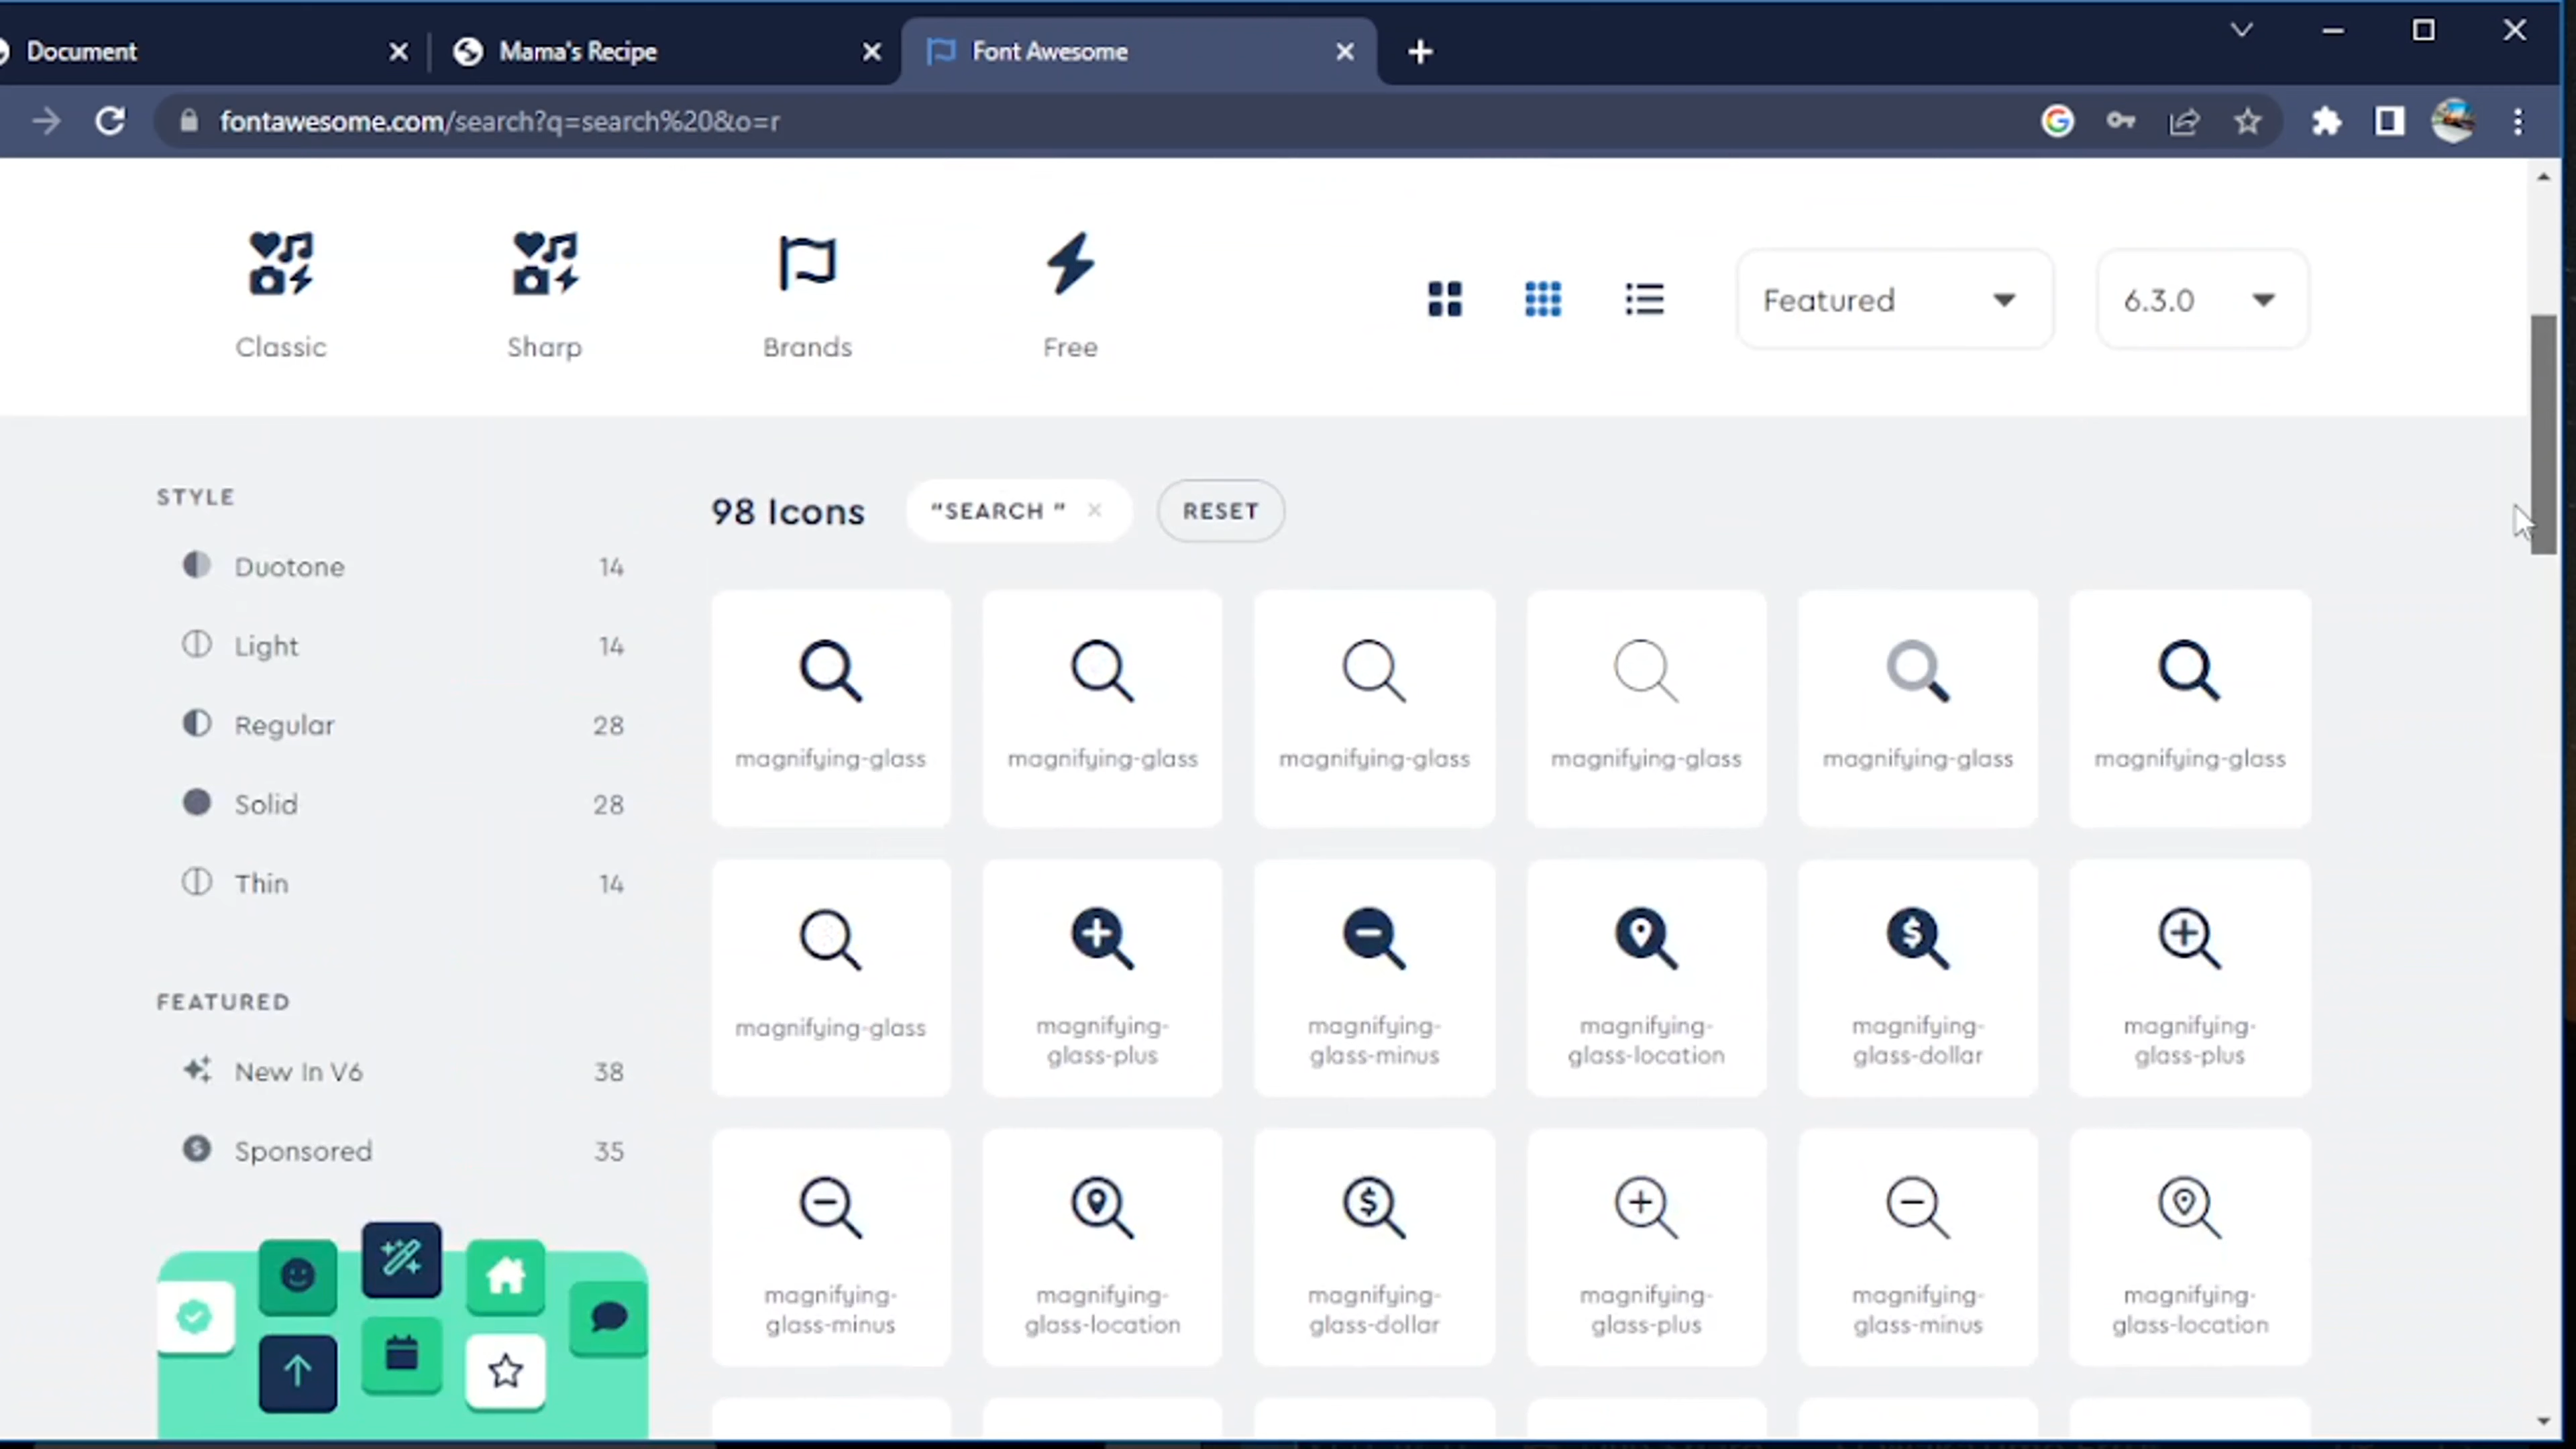 Document
Mama's Recipe
Font Awesome
fontawesome.com/search?q=search%20&o=r
Classic
Sharp
Brands
Free
Featured
6.3.0
STYLE
Duotone 14
Light 14
Regular 28
Solid 28
Thin 14
FEATURED
New In V6 38
Sponsored 35
98 Icons
"SEARCH "
RESET
magnifying-glass
magnifying-glass
magnifying-glass
magnifying-glass
magnifying-glass
magnifying-glass
magnifying-glass
magnifying-
glass-plus
magnifying-
glass-minus
magnifying-
glass-location
magnifying-
glass-dollar
magnifying-
glass-plus
magnifying-
glass-minus
magnifying-
glass-location
magnifying-
glass-dollar
magnifying-
glass-plus
magnifying-
glass-minus
magnifying-
glass-location